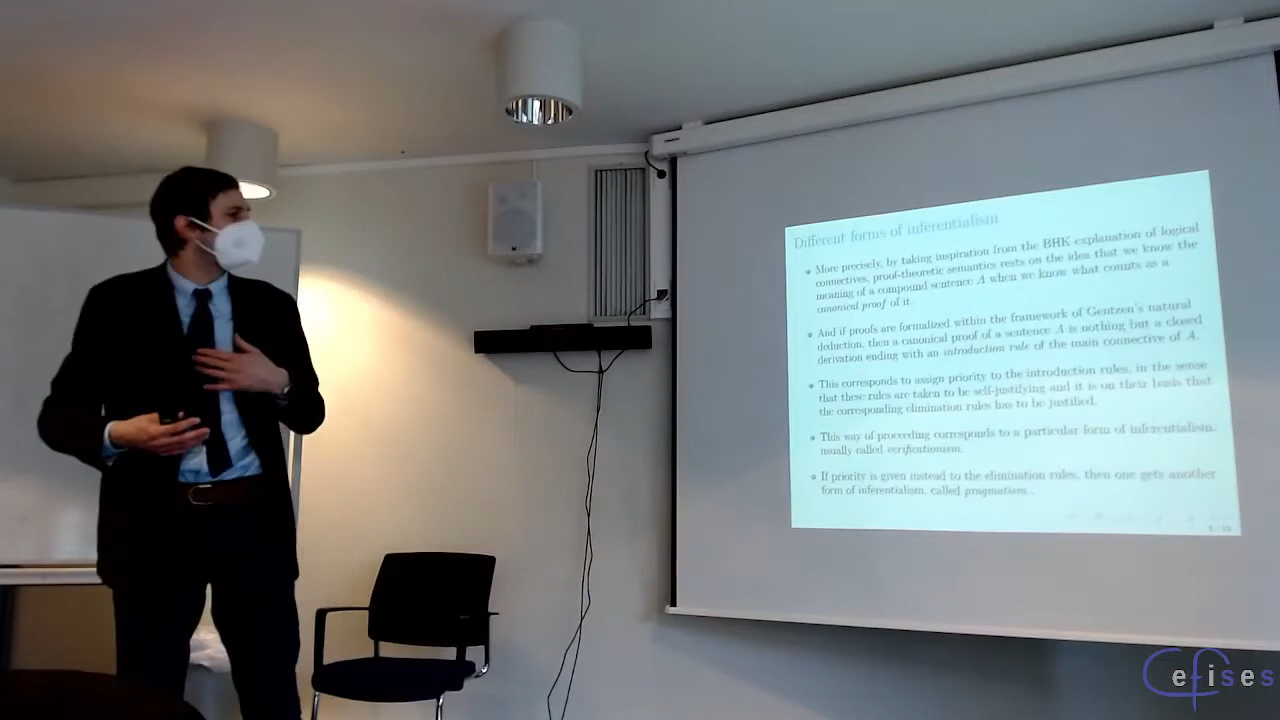 Different forms of inferentialism
More precisely, by taking inspiration from the BHK explanation of logical
connectives, proof-theoretic semantics rests on the idea that we know the
meaning of a compound sentence A when we know what counts as a
canonical proof of it.
And if proofs are formalized within the framework of Gentzen's natural
deduction, then a canonical proof of a sentence A is nothing but a closed
derivation ending with an introduction rule of the main connective of A.
This corresponds to assign priority to the introduction rules, in the sense
that these rules are taken to be self-justifying and it is on their basis that
the corresponding elimination rules has to be justified.
This way of proceeding corresponds to a particular form of inferentialism,
usually called verificationism.
If priority is given instead to the elimination rules, then one gets another
form of inferentialism, called pragmatism.
Cefises